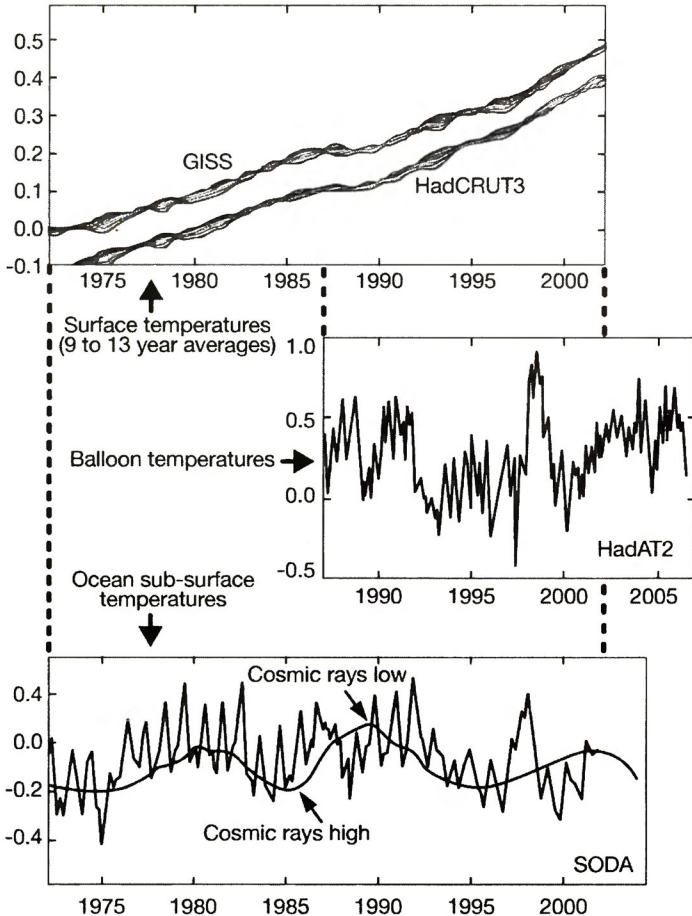 0.5
0.4
0.3
0.2
0.1
0.0
-0.1
GISS
HadCRUT3
1975 1980 1985 1990 1995 2000
Surface temperatures
(9 to 13 year averages)
1.0
0.5
0.0
-0.5
Balloon temperatures
HadAT2
1990 1995 2000 2005
Ocean sub-surface
temperatures
0.4
0.0
-0.2
-0.4
Cosmic rays low
Cosmic rays high
SODA
1975 1980 1985 1990 1995 2000